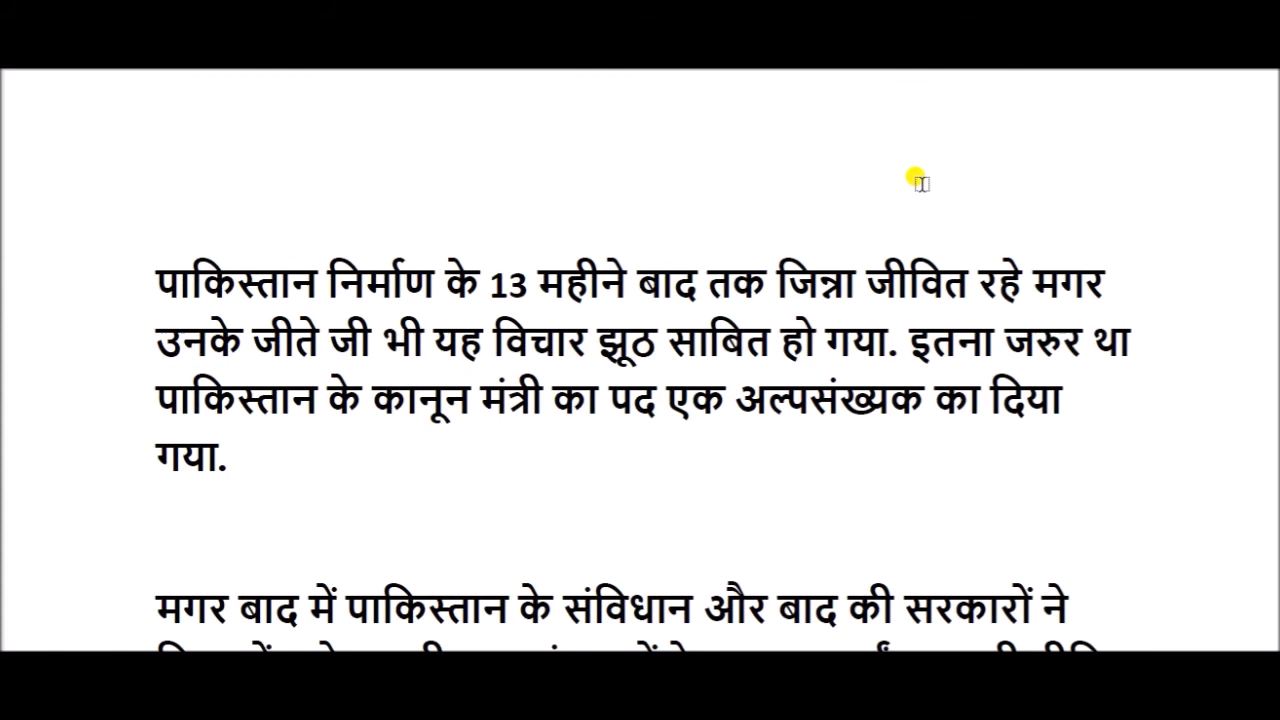 पाकिस्तान निर्माण के 13 महीने बाद तक जिन्ना जीवित रहे मगर
उनके जीते जी भी यह विचार झूठ साबित हो गया. इतना जरुर था
पाकिस्तान के कानून मंत्री का पद एक अल्पसंख्यक का दिया
गया.
मगर बाद में पाकिस्तान के संविधान और बाद की सरकारों ने